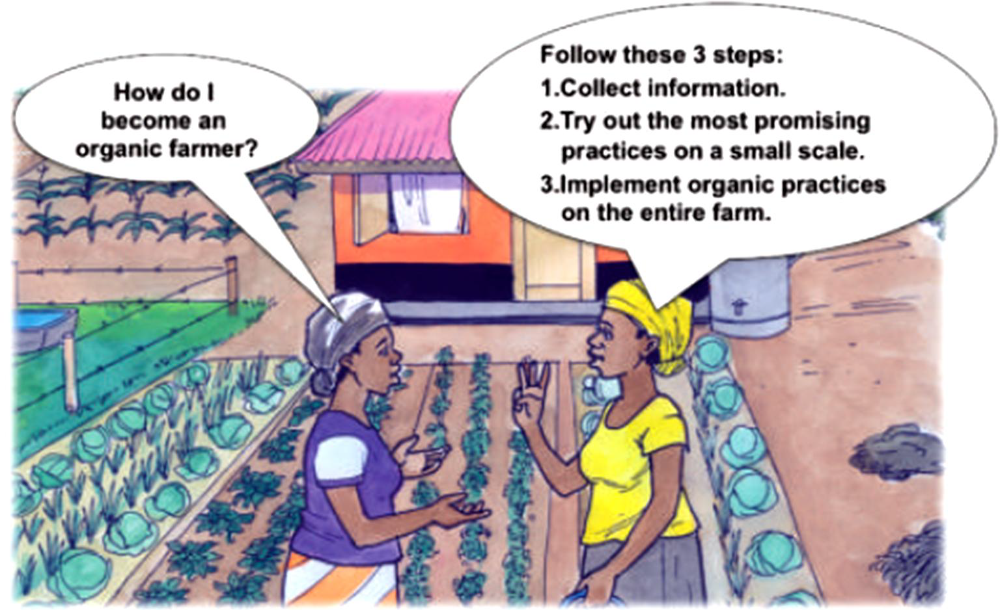 How do I
become an
organic farmer?
Follow these 3 steps:
1.Collect information.
2.Try out the most promising
practices on a small scale.
3.Implement organic practices
on the entire farm.